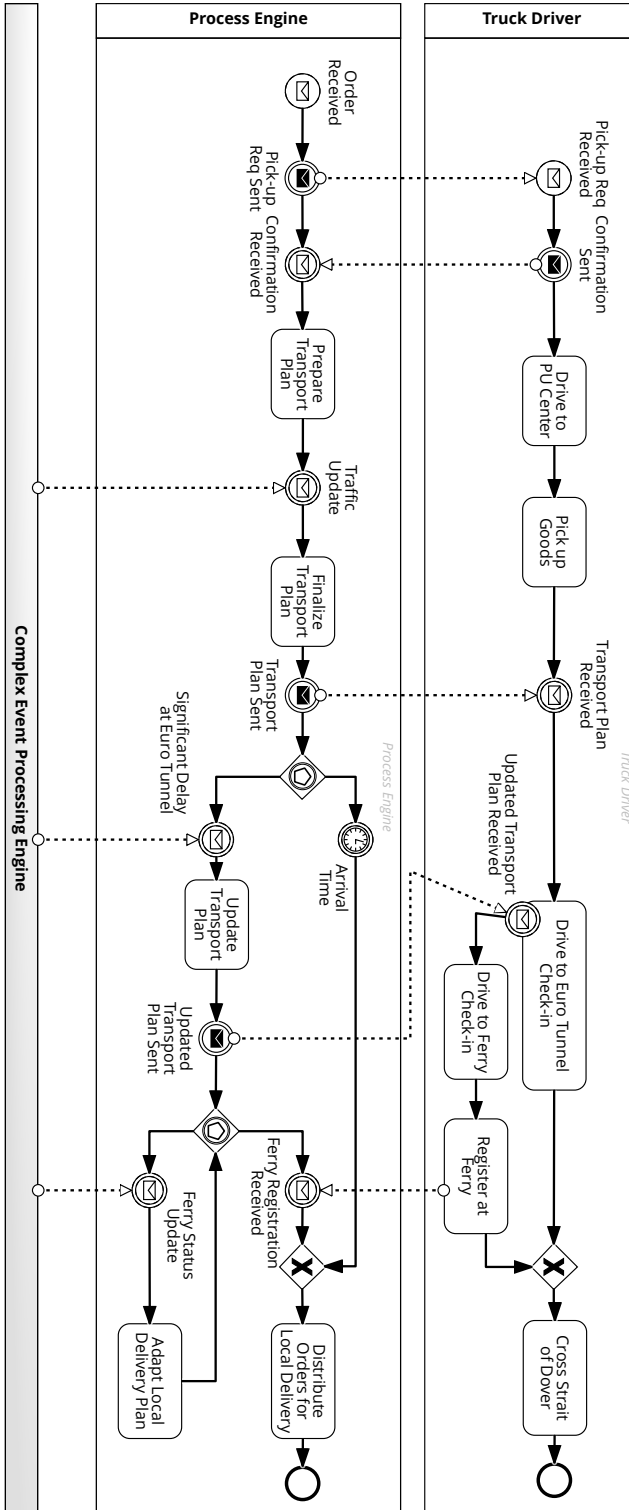 Truck Driver
Pick-up Req
Received
Confirmation
Sent
Drive to
PU Center
Pick up
Goods
Transport Plan
Received
Truck Driver
Updated Transport
Plan Received
Drive to Euro Tunnel
Check-in
Drive to Ferry
Check-in
Register at
Ferry
Cross Strait
of Dover
Process Engine
Order
Received
Pick-up
Req Sent
Confirmation
Received
Prepare
Transport
Plan
Traffic
Update
Finalize
Transport
Plan
Transport
Plan Sent
Process Engine
Arrival
Time
Significant Delay
at Euro Tunnel
Update
Transport
Plan
Updated
Transport
Plan Sent
Ferry Registration
Received
Ferry Status
Update
Distribute
Orders for
Local Delivery
Adapt Local
Delivery Plan
Complex Event Processing Engine